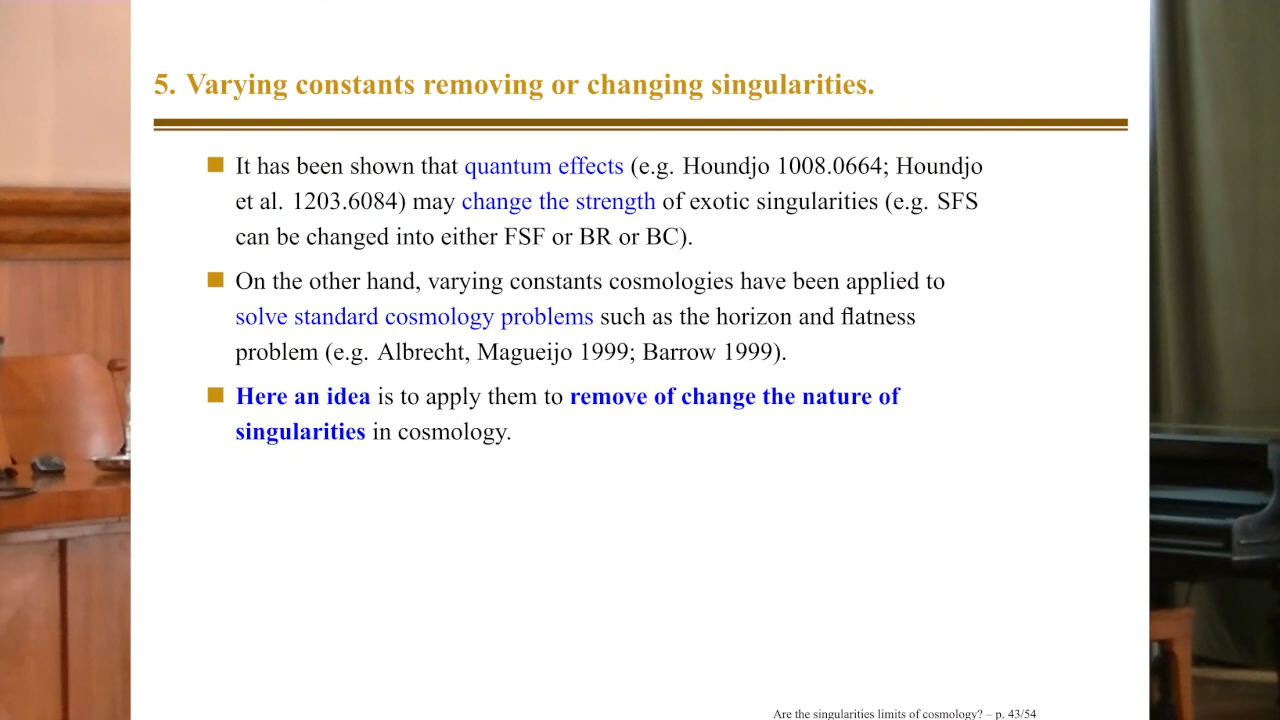 5. Varying constants removing or changing singularities.
It has been shown that quantum effects (e.g. Houndjo 1008.0664; Houndjo
et al. 1203.6084) may change the strength of exotic singularities (e.g. SFS
can be changed into either FSF or BR or BC).
On the other hand, varying constants cosmologies have been applied to
solve standard cosmology problems such as the horizon and flatness
problem (e.g. Albrecht, Magueijo 1999; Barrow 1999).
Here an idea is to apply them to remove of change the nature of
singularities in cosmology.
Are the singularities limits of cosmology? – p. 43/54